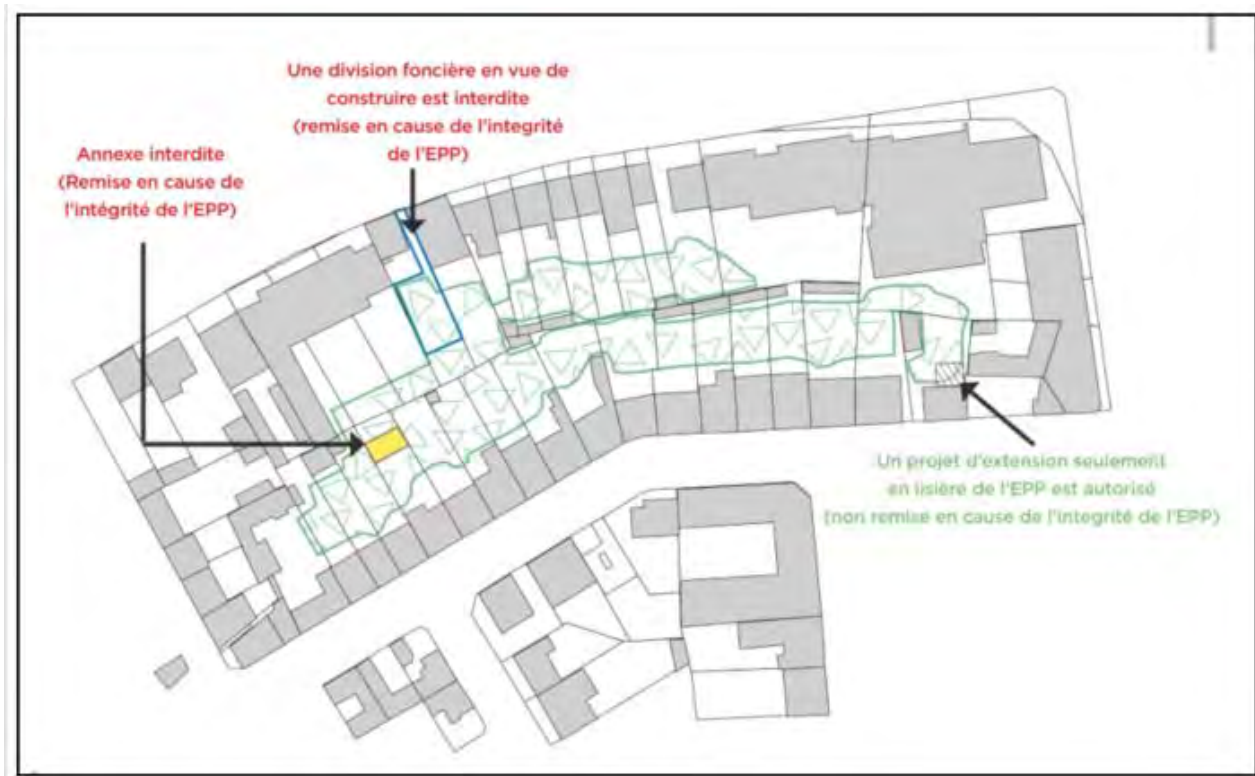 Une division foncière en vue de
construire est interdite
(remise en cause de l'integrité
de l'EPP)
Annexe interdite
(Remise en cause de
l'intégrité de l'EPP)
Un projet d'extension seulement
en lisière de l'EPP est autorisé
(non remise en cause de l'integrité de l'EPP)